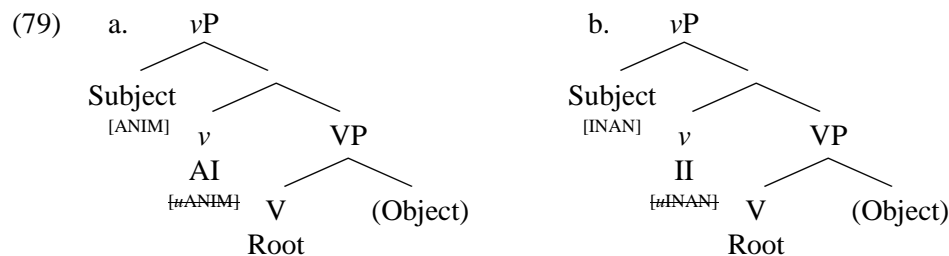 (79) a. vP b. vP
Subject Subject
[ANIM] [INAN]
v VP v VP
AI II
[uANIM] V (Object) [uINAN] V (Object)
Root Root